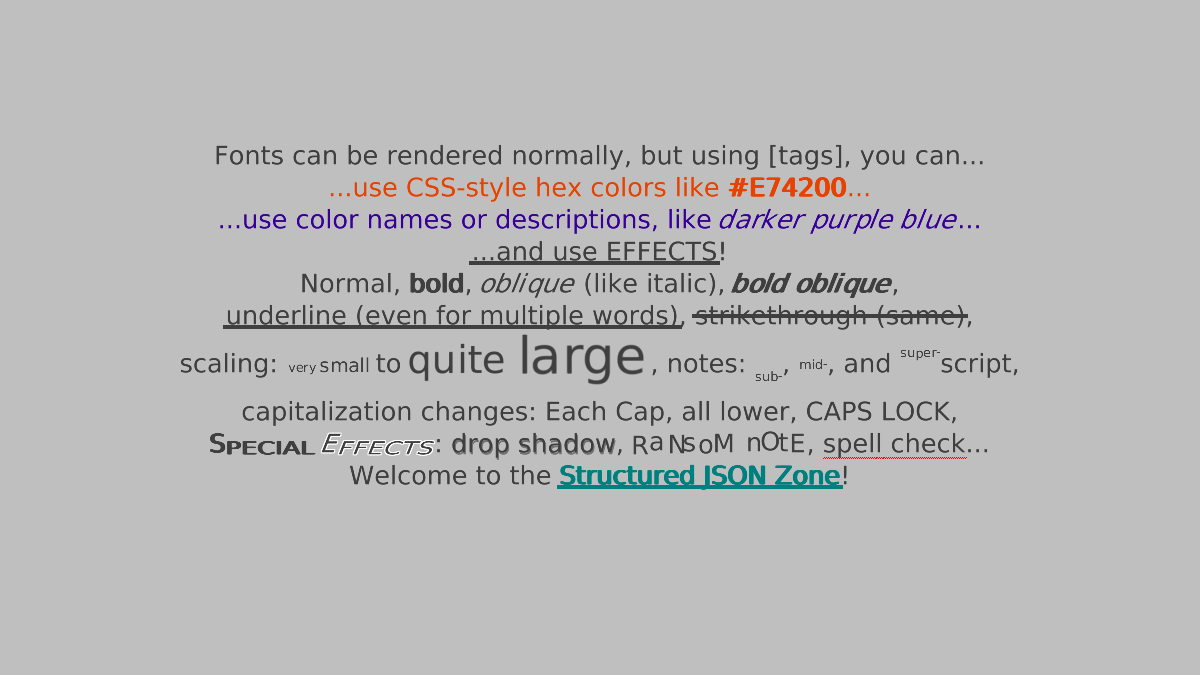 Fonts can be rendered normally, but using [tags], you can...
...use CSS-style hex colors like #E74200...
...use color names or descriptions, like darker purple blue...
...and use EFFECTS!
Normal, bold, oblique (like italic), bold oblique,
underline (even for multiple words), strikethrough (same),
scaling: very small to quite large, notes: sub-, mid-, and super-script,
capitalization changes: Each Cap, all lower, CAPS LOCK,
SPECIAL EFFECTS: drop shadow, RaNsoM nOtE, spell check...
Welcome to the Structured JSON Zone!